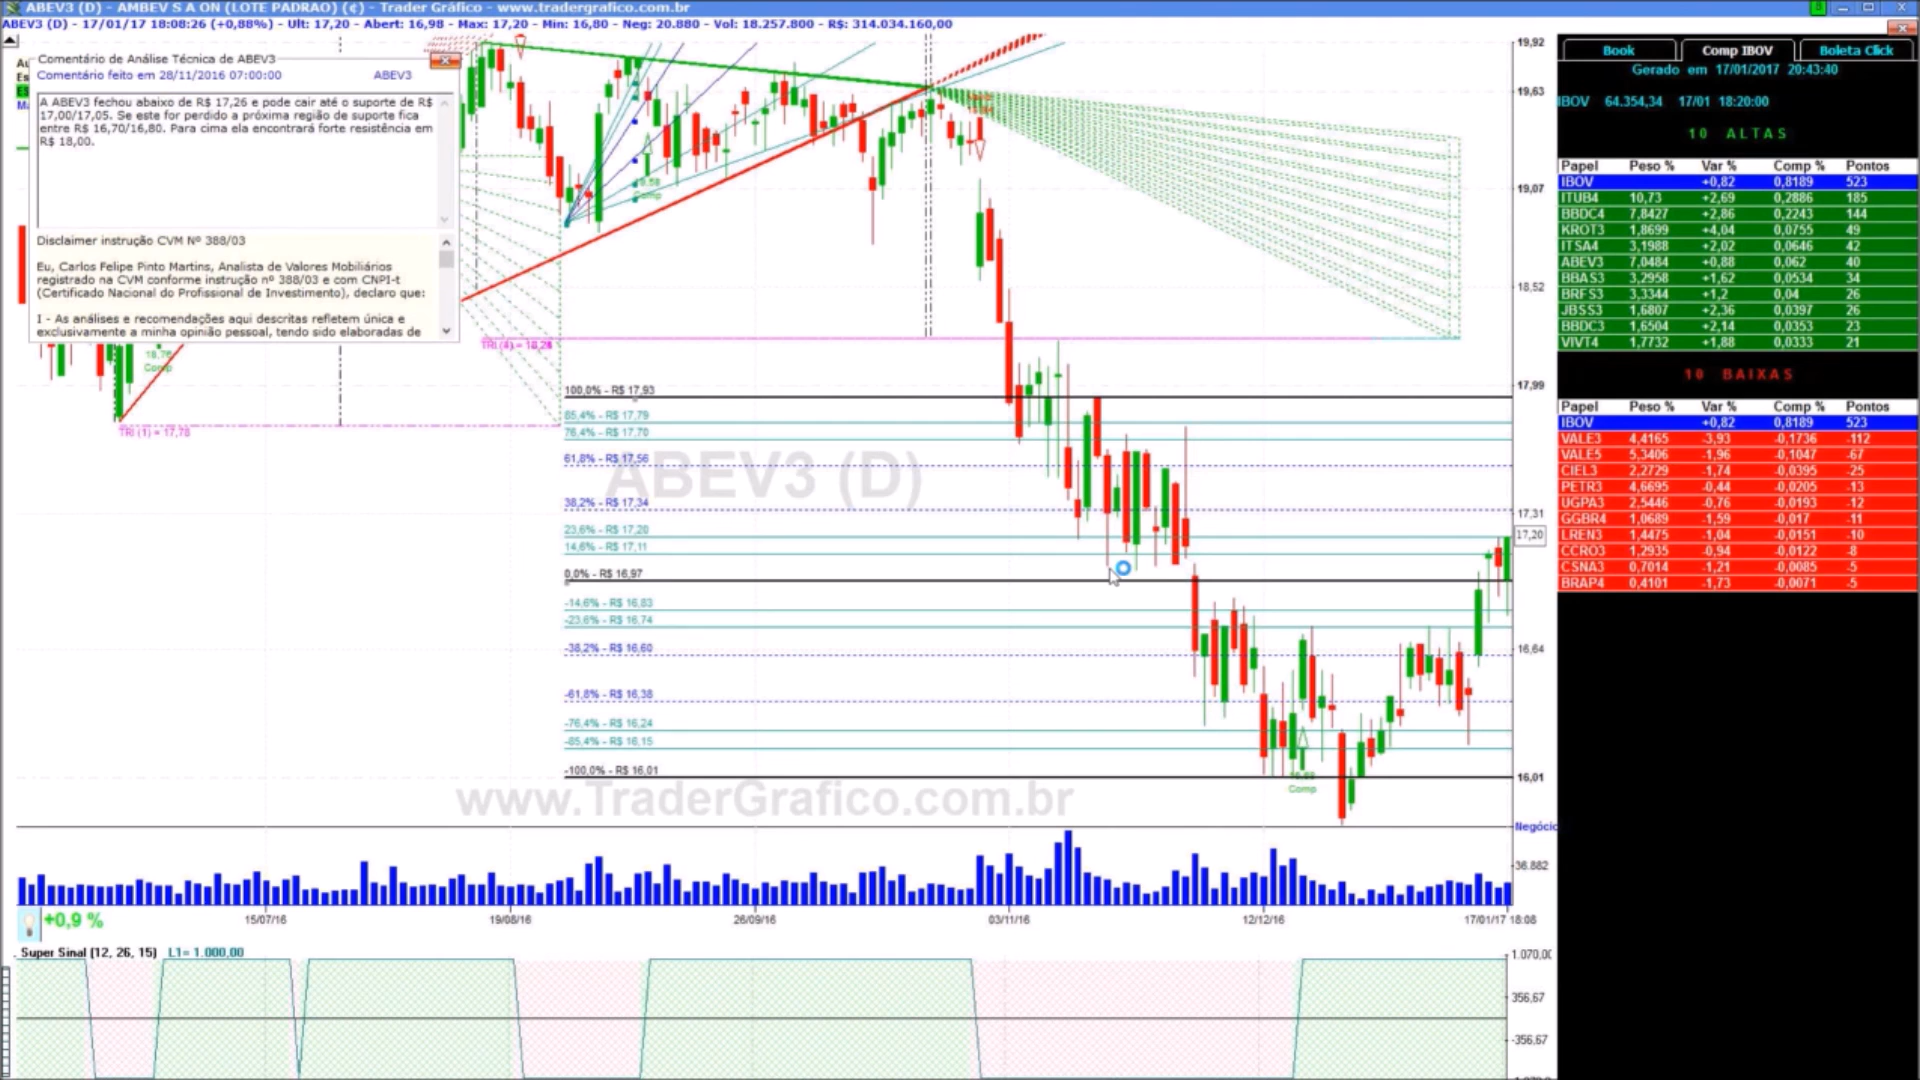 ABEV3 (D) - AMBEV S A ON (LOTE PADRAO) (¢) - Trader Gráfico - www.tradergrafico.com.br
ABEV3 (D) - 17/01/17 18:08:26 (+0,88%) - Ult: 17,20 - Abert: 16,98 - Max: 17,20 - Min: 16,80 - Neg: 20.880 - Vol: 18.257.800 - R$: 314.034.160,00
Comentário de Análise Técnica de ABEV3
Comentário feito em 28/11/2016 07:00:00 ABEV3
A ABEV3 fechou abaixo de R$ 17,26 e pode cair até o suporte de R$
17,00/17,05. Se este for perdido a próxima região de suporte fica
entre R$ 16,70/16,80. Para cima ela encontrará forte resistência em
R$ 18,00.
Disclaimer instrução CVM Nº 388/03
Eu, Carlos Felipe Pinto Martins, Analista de Valores Mobiliários
registrado na CVM conforme instrução nº 388/03 e com CNPI-t
(Certificado Nacional do Profissional de Investimento), declaro que:
I - As análises e recomendações aqui descritas refletem única e
exclusivamente a minha opinião pessoal, tendo sido elaboradas de
18,76
Comp
TRI (1) = 17,78
TRI (4) = 18,26
19,58
Comp
100,0% - R$ 17,93
85,4% - R$ 17,79
76,4% - R$ 17,70
61,8% - R$ 17,56
38,2% - R$ 17,34
23,6% - R$ 17,20
14,6% - R$ 17,11
0,0% - R$ 16,97
-14,6% - R$ 16,83
-23,6% - R$ 16,74
-38,2% - R$ 16,60
-61,8% - R$ 16,38
-76,4% - R$ 16,24
-85,4% - R$ 16,15
-100,0% - R$ 16,01
ABEV3 (D)
www.TraderGrafico.com.br
Comp
19,92
19,63
19,07
18,52
17,99
17,31
17,20
16,64
16,01
Negócio
36.882
+0,9 %
15/07/16 19/08/16 26/09/16 03/11/16 12/12/16 17/01/17 18:08
Super Sinal (12, 26, 15) L1= 1.000,00
1.070,00
356,67
-356,67
Book Comp IBOV Boleta Click
Gerado em 17/01/2017 20:43:40
IBOV 64.354,34 17/01 18:20:00
10 ALTAS
Papel Peso % Var % Comp % Pontos
IBOV +0,82 0,8189 523
ITUB4 10,73 +2,69 0,2886 185
BBDC4 7,8427 +2,86 0,2243 144
KROT3 1,8699 +4,04 0,0755 49
ITSA4 3,1988 +2,02 0,0646 42
ABEV3 7,0484 +0,88 0,062 40
BBAS3 3,2958 +1,62 0,0534 34
BRFS3 3,3344 +1,2 0,04 26
JBSS3 1,6807 +2,36 0,0397 26
BBDC3 1,6504 +2,14 0,0353 23
VIVT4 1,7732 +1,88 0,0333 21
10 BAIXAS
Papel Peso % Var % Comp % Pontos
IBOV +0,82 0,8189 523
VALE3 4,4165 -3,93 -0,1736 -112
VALE5 5,3406 -1,96 -0,1047 -67
CIEL3 2,2729 -1,74 -0,0395 -25
PETR3 4,6695 -0,44 -0,0205 -13
UGPA3 2,5446 -0,76 -0,0193 -12
GGBR4 1,0689 -1,59 -0,017 -11
LREN3 1,4475 -1,04 -0,0151 -10
CCRO3 1,2935 -0,94 -0,0122 -8
CSNA3 0,7014 -1,21 -0,0085 -5
BRAP4 0,4101 -1,73 -0,0071 -5